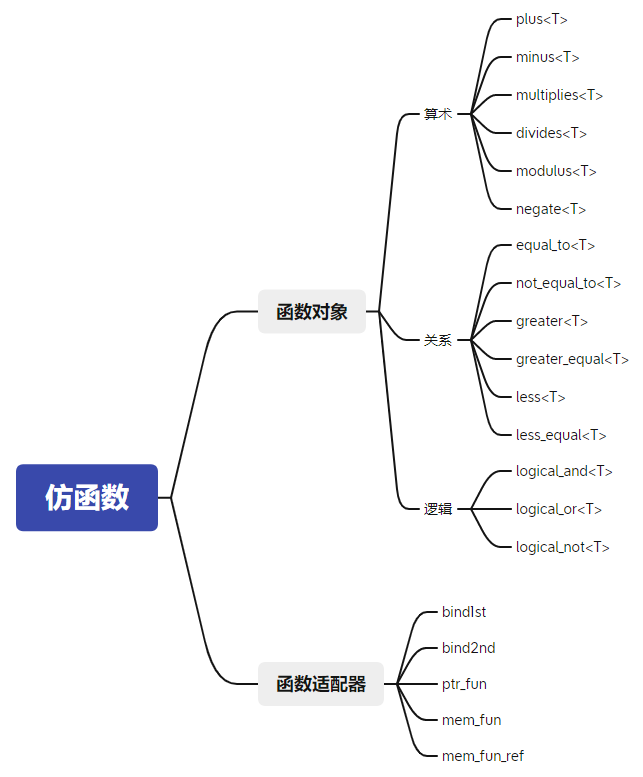 仿函数
函数对象
算术
plus<T>
minus<T>
multiplies<T>
divides<T>
modulus<T>
negate<T>
关系
equal_to<T>
not_equal_to<T>
greater<T>
greater_equal<T>
less<T>
less_equal<T>
逻辑
logical_and<T>
logical_or<T>
logical_not<T>
函数适配器
bind1st
bind2nd
ptr_fun
mem_fun
mem_fun_ref